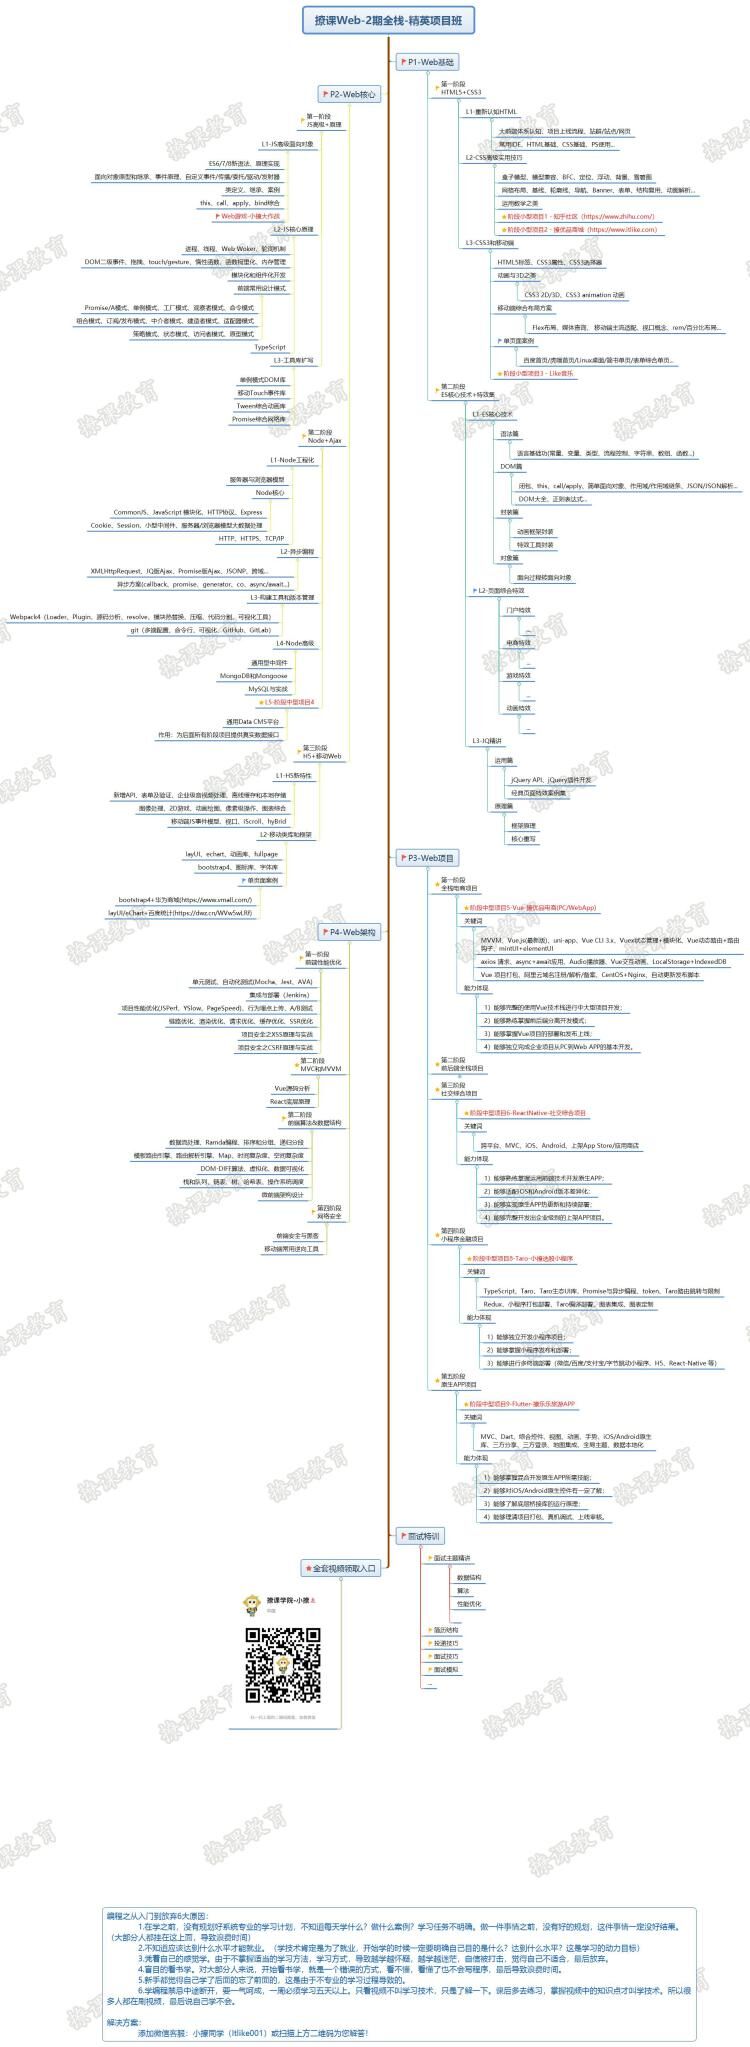 撩课Web-2期全栈-精英项目班
P1-Web基础
第一阶段
HTML5+CSS3
L1-重新认知HTML
大前端体系认知、项目上线流程、站群/站点/网页
常用IDE、HTML基础、CSS基础、PS使用...
L2-CSS高级实用技巧
盒子模型、模型兼容、BFC、定位、浮动、背景、雪碧图
网格布局、基线、轮廓线、导航、Banner、表单、结构复用、动画解析...
运用数学之美
阶段小型项目1 - 知乎社区（https://www.zhihu.com/）
阶段小型项目2 - 撩优品商城（https://www.itlike.com）
L3-CSS3和移动端
HTML5标签、CSS3属性、CSS3选择器
动画与3D之美
CSS3 2D/3D、CSS3 animation 动画
移动端综合布局方案
Flex布局、媒体查询、移动端主流适配、视口概念、rem/百分比布局...
单页面案例
百度首页/虎嗅首页/Linux桌面/简书单页/表单综合单页...
阶段小型项目3 - Like音乐
第二阶段
ES核心技术+特效集
L1-ES核心技术
语法篇
语言基础功(常量、变量、类型、流程控制、字符串、数组、函数...)
DOM篇
闭包、this、call/apply、简单面向对象、作用域/作用域链条、JSON/JSON解析...
DOM大全、正则表达式...
封装篇
动画框架封装
特效工具封装
对象篇
面向过程转面向对象
L2-页面综合特效
门户特效
...
电商特效
...
游戏特效
...
动画特效
...
L3-JQ精讲
运用篇
jQuery API、jQuery插件开发
经典页面特效案例集
原理篇
框架原理
核心重写
P2-Web核心
第一阶段
JS高级+原理
L1-JS高级面向对象
ES6/7/8新语法、原理实现
面向对象原型和继承、事件原理、自定义事件/传播/委托/驱动/发射器
类定义、继承、案例
this、call、apply、bind综合
Web游戏-小撩大作战
L2-JS核心原理
进程、线程、Web Woker、轮询机制
DOM二级事件、拖拽、touch/gesture、惰性函数、函数柯里化、内存管理
模块化和组件化开发
前端常用设计模式
Promise/A模式、单例模式、工厂模式、观察者模式、命令模式
组合模式、订阅/发布模式、中介者模式、建造者模式、适配器模式
策略模式、状态模式、访问者模式、原型模式
TypeScript
L3-工具库扩写
单例模式DOM库
移动Touch事件库
Tween综合动画库
Promise综合网络库
第二阶段
Node+Ajax
L1-Node工程化
服务器与浏览器模型
Node核心
CommonJS、JavaScript 模块化、HTTP协议、Express
Cookie、Session、小型中间件、服务器/浏览器模型大数据处理
HTTP、HTTPS、TCP/IP
L2-异步编程
XMLHttpRequest、JQ版Ajax、Promise版Ajax、JSONP、跨域...
异步方案(callback、promise、generator、co、async/await...)
L3-构建工具和版本管理
Webpack4（Loader、Plugin、源码分析、resolve、模块热替换、压缩、代码分割、可视化工具）
git（多端配置、命令行、可视化、GitHub、GitLab）
L4-Node高级
通用型中间件
MongoDB和Mongoose
MySQL与实战
L5-阶段中型项目4
通用Data CMS平台
作用：为后面所有阶段项目提供真实数据接口
第三阶段
H5+移动Web
L1-H5新特性
新增API、表单及验证、企业级音视频处理、离线缓存和本地存储
图像处理、2D游戏、动画绘图、像素级操作、图表综合
移动端JS事件模型、视口、iScroll、hyBrid
L2-移动类库和框架
layUI、echart、动画库、fullpage
bootstrap4、图标库、字体库
单页面案例
bootstrap4+华为商城(https://www.vmall.com/)
layUI/eChart+百度统计(https://dwz.cn/WVw5wLRf)
P3-Web项目
第一阶段
全栈电商项目
阶段中型项目5-Vue-撩优品电商(PC/WebApp)
关键词
MVVM、Vue.js(最新版)、uni-app、Vue CLI 3.x、Vuex状态管理+模块化、Vue动态路由+路由
钩子、mintUI+elementUI
axios 请求、async+await应用、Audio播放器、Vue交互动画、LocalStorage+IndexedDB
Vue 项目打包、阿里云域名注册/解析/备案、CentOS+Nginx、自动更新发布脚本
能力体现
1）能够完整的使用Vue技术栈进行中大型项目开发；
2）能够熟练掌握前后端分离开发模式；
3）能够掌握Vue项目的部署和发布上线；
4）能够独立完成企业项目从PC到Web APP的基本开发。
第二阶段
前后端全栈项目
第三阶段
社交综合项目
阶段中型项目6-ReactNative-社交综合项目
关键词
跨平台、MVC、iOS、Android、上架App Store/应用商店
能力体现
1）能够熟练掌握运用前端技术开发原生APP；
2）能够适配iOS和Android版本差异化；
3）能够实现原生APP热更新和持续部署；
4）能够完整开发出企业级别的上架APP项目。
第四阶段
小程序金融项目
阶段中型项目8-Taro-小撩选股小程序
关键词
TypeScript、Taro、Taro生态UI库、Promise与异步编程、token、Taro路由跳转与限制
Redux、小程序打包部署、Taro多端部署、图表集成、图表定制
能力体现
1）能够独立开发小程序项目；
2）能够掌握小程序发布和部署；
3）能够进行多终端部署（微信/百度/支付宝/字节跳动小程序、H5、React-Native 等）
第五阶段
原生APP项目
阶段中型项目9-Flutter-撩乐乐旅游APP
关键词
MVC、Dart、综合控件、视图、动画、手势、iOS/Android原生
库、三方分享、三方登录、地图集成、全局主题、数据本地化
能力体现
1）能够掌握混合开发原生APP所需技能；
2）能够对iOS/Android原生控件有一定了解；
3）能够了解底层桥接库的运行原理；
4）能够理清项目打包、真机调试、上线审核。
P4-Web架构
第一阶段
前端性能优化
单元测试、自动化测试(Mocha、Jest、AVA)
集成与部署（Jenkins）
项目性能优化(JSPerf、YSlow、PageSpeed)、行为埋点上传、A/B测试
链路优化、渲染优化、请求优化、缓存优化、SSR优化
项目安全之XSS原理与实战
项目安全之CSRF原理与实战
第二阶段
MVC和MVVM
Vue源码分析
React底层原理
第二阶段
前端算法&数据结构
数据流处理、Ramda编程、排序和分组、递归分段
模板路由引擎、路由解析引擎、Map、时间复杂度、空间复杂度
DOM-DIFF算法、虚拟化、数据可视化
栈和队列、链表、树、哈希表、操作系统调度
微前端架构设计
第四阶段
网络安全
前端安全与黑客
移动端常用逆向工具
面试特训
面试主题精讲
数据结构
算法
性能优化
...
简历结构
投递技巧
面试技巧
面试模拟
...
全套视频领取入口
撩课学院-小撩
中国
扫一扫上面的二维码图案，加我微信
编程之从入门到放弃6大原因：
1.在学之前，没有规划好系统专业的学习计划，不知道每天学什么？做什么案例？学习任务不明确。做一件事情之前，没有好的规划，这件事情一定没好结果。
（大部分人都挂在这上面，导致浪费时间）
2.不知道应该达到什么水平才能就业。（学技术肯定是为了就业，开始学的时候一定要明确自己目的是什么？达到什么水平？这是学习的动力目标）
3.凭着自己的感觉学。由于不掌握适当的学习方法，学习方式，导致越学越怀疑，越学越迷茫，自信被打击，觉得自己不适合，最后放弃。
4.盲目的看书学。对大部分人来说，开始看书学，就是一个错误的方式，看不懂，看懂了也不会写程序，最后导致浪费时间。
5.新手都觉得自己学了后面的忘了前面的，这是由于不专业的学习过程导致的。
6.学编程禁忌中途断开，要一气呵成，一周必须学习五天以上。只看视频不叫学习技术，只是了解一下。课后多去练习，掌握视频中的知识点才叫学技术。所以很
多人都在刷视频，最后说自己学不会。
解决方案：
添加微信客服：小撩同学（Itlike001）或扫描上方二维码为您解答！